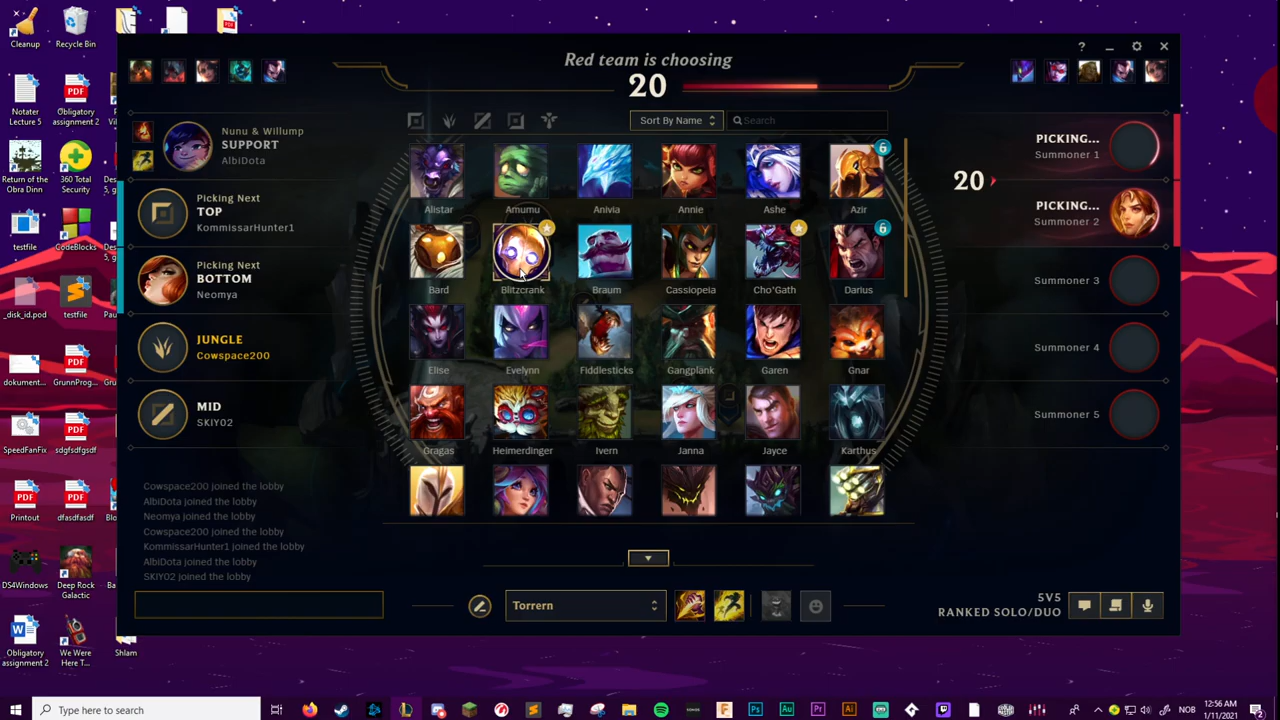 Red team is choosing
20
Cleanup
Recycle Bin
Notater
Lecture 5
Obligatory
assignment 2
Return of the
Obra Dinn
360 Total
Security
testfile
CodeBlocks
_disk_id.pod
testfile
dokument...
GrunnProg...
SpeedFanFix
sdgfsdfgsdf
Printout
dfasdfasdf
DS4Windows
Deep Rock
Galactic
Obligatory
assignment 2
We Were
Here T...
Shlam
Nunu & Willump
SUPPORT
AlbiDota
Picking Next
TOP
KommissarHunter1
Picking Next
BOTTOM
Neomya
JUNGLE
Cowspace200
MID
SKIY02
Cowspace200 joined the lobby
AlbiDota joined the lobby
Neomya joined the lobby
Cowspace200 joined the lobby
KommissarHunter1 joined the lobby
AlbiDota joined the lobby
SKIY02 joined the lobby
Sort By Name
Search
6
Alistar Amumu Anivia Annie Ashe Azir
6
Bard Blitzcrank Braum Cassiopeia Cho'Gath Darius
Elise Evelynn Fiddlesticks Gangplank Garen Gnar
Gragas Heimerdinger Ivern Janna Jayce Karthus
Torrern
20
PICKING...
Summoner 1
PICKING...
Summoner 2
Summoner 3
Summoner 4
Summoner 5
5V5
RANKED SOLO/DUO
Type here to search
NOB
12:56 AM
1/11/2021
2